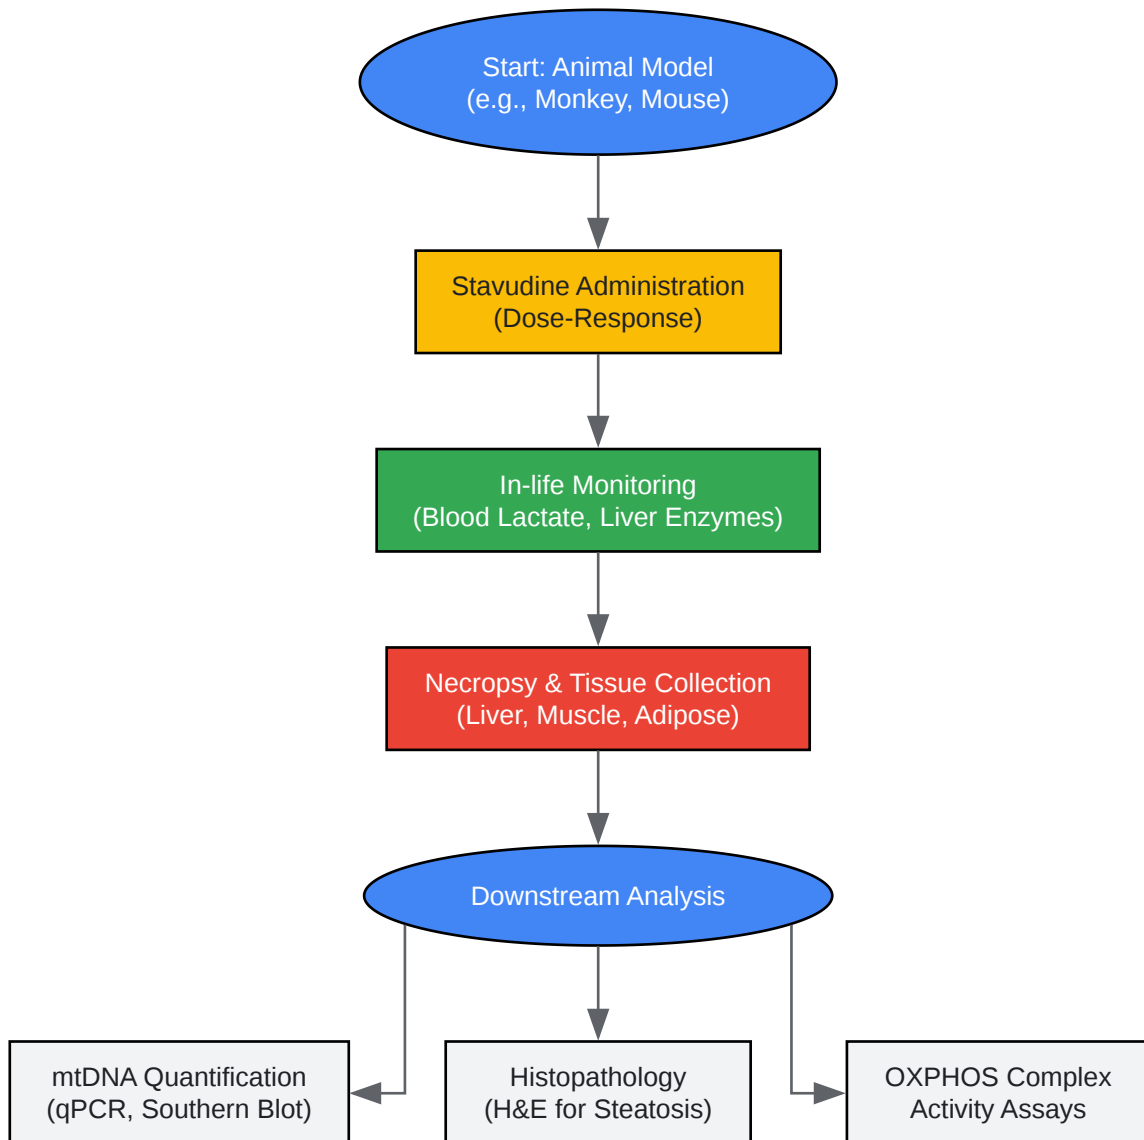 Start: Animal Model
(e.g., Monkey, Mouse)
Stavudine Administration
(Dose-Response)
In-life Monitoring
(Blood Lactate, Liver Enzymes)
Necropsy & Tissue Collection
(Liver, Muscle, Adipose)
Downstream Analysis
mtDNA Quantification
(qPCR, Southern Blot)
Histopathology
(H&E for Steatosis)
OXPHOS Complex
Activity Assays